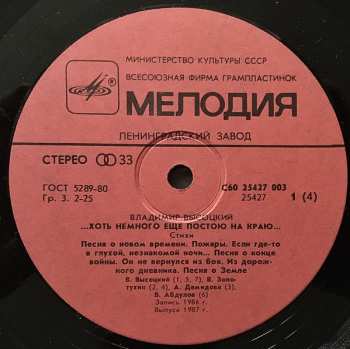 МИНИСТЕРСТВО КУЛЬТУРЫ СССР
ВСЕСОЮЗНАЯ ФИРМА ГРАМПЛАСТИНОК
МЕЛОДИЯ
ЛЕНИНГРАДСКИЙ ЗАВОД
СТЕРЕО 33
ГОСТ 5289-80
Гр. 3. 2-25
С60 25427 003
25427 1 (4)
ВЛАДИМИР ВЫСОЦКИЙ
...ХОТЬ НЕМНОГО ЕЩЕ ПОСТОЮ НА КРАЮ...
Стихи
Песня о новом времени. Пожары. Если где-то
в глухой, незнакомой ночи... Песня о конце
войны. Он не вернулся из боя. Из дорож-
ного дневника. Песня о Земле
В. Высоцкий (1, 5, 7), В. Золо-
тухин (2, 4), А. Демидова (3),
В. Абдулов (6)
Запись 1986 г.
Выпуск 1987 г.